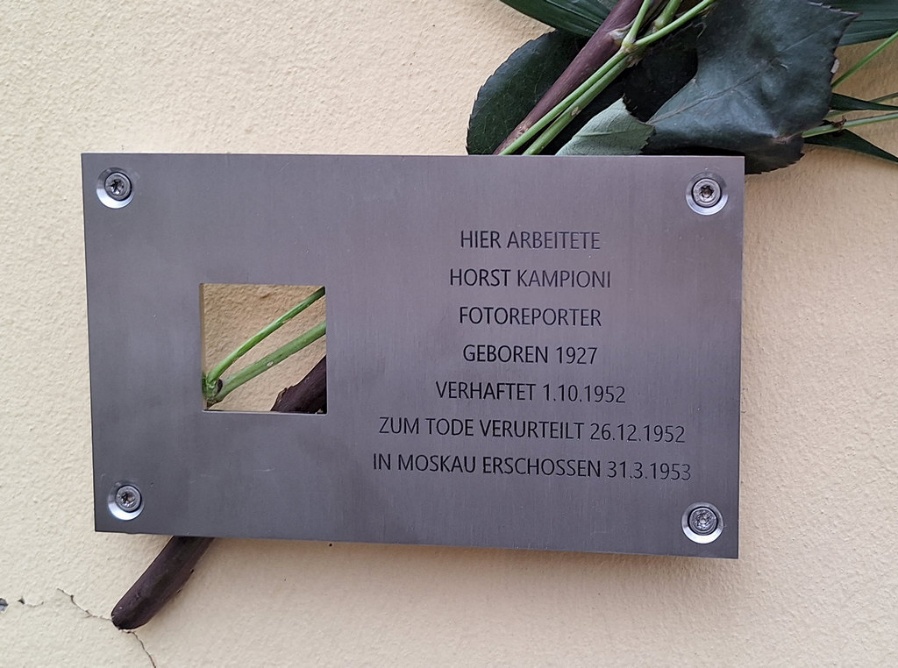 HIER ARBEITETE
HORST KAMPIONI
FOTOREPORTER
GEBOREN 1927
VERHAFTET 1.10.1952
ZUM TODE VERURTEILT 26.12.1952
IN MOSKAU ERSCHOSSEN 31.3.1953